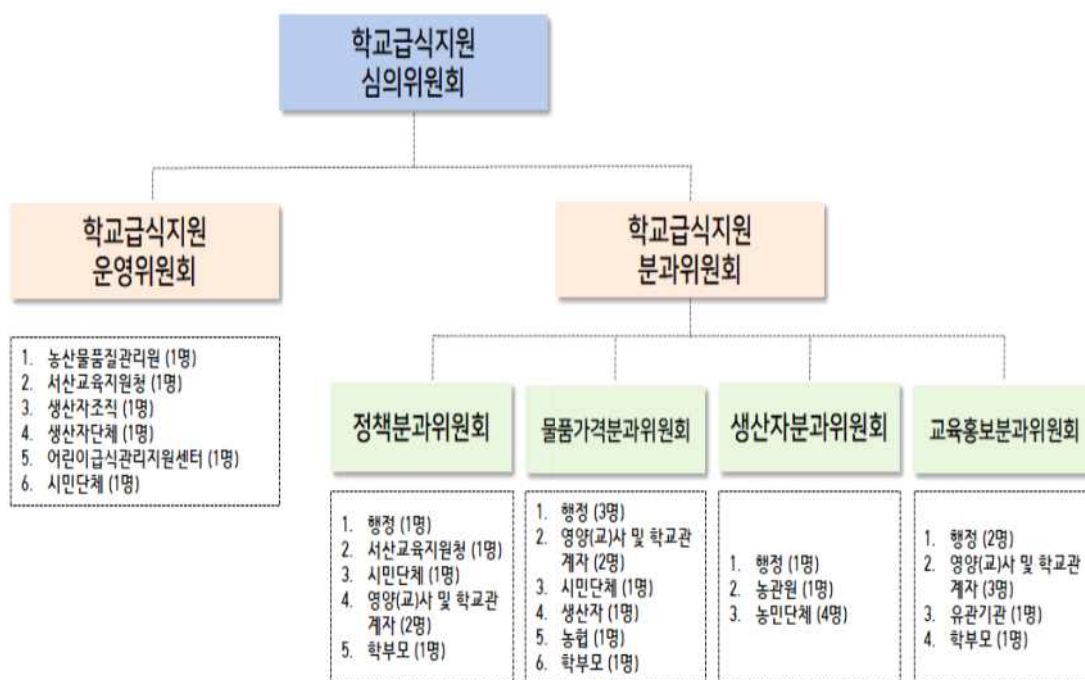 학교급식지원
심의위원회
학교급식지원
운영위원회
학교급식지원
분과위원회
1. 농산물품질관리원 (1명)
2. 서산교육지원청 (1명)
3. 생산자조직 (1명)
4. 생산자단체 (1명)
5. 어린이급식관리지원센터 (1명)
6. 시민단체 (1명)
정책분과위원회
물품가격분과위원회
생산자분과위원회
교육홍보분과위원회
1. 행정 (1명)
2. 서산교육지원청 (1명)
3. 시민단체 (1명)
4. 영양(교)사 및 학교관
계자 (2명)
5. 학부모 (1명)
1. 행정 (3명)
2. 영양(교)사 및 학교관
계자 (2명)
3. 시민단체 (1명)
4. 생산자 (1명)
5. 농협 (1명)
6. 학부모 (1명)
1. 행정 (1명)
2. 농관원 (1명)
3. 농민단체 (4명)
1. 행정 (2명)
2. 영양(교)사 및 학교관
계자 (3명)
3. 유관기관 (1명)
4. 학부모 (1명)